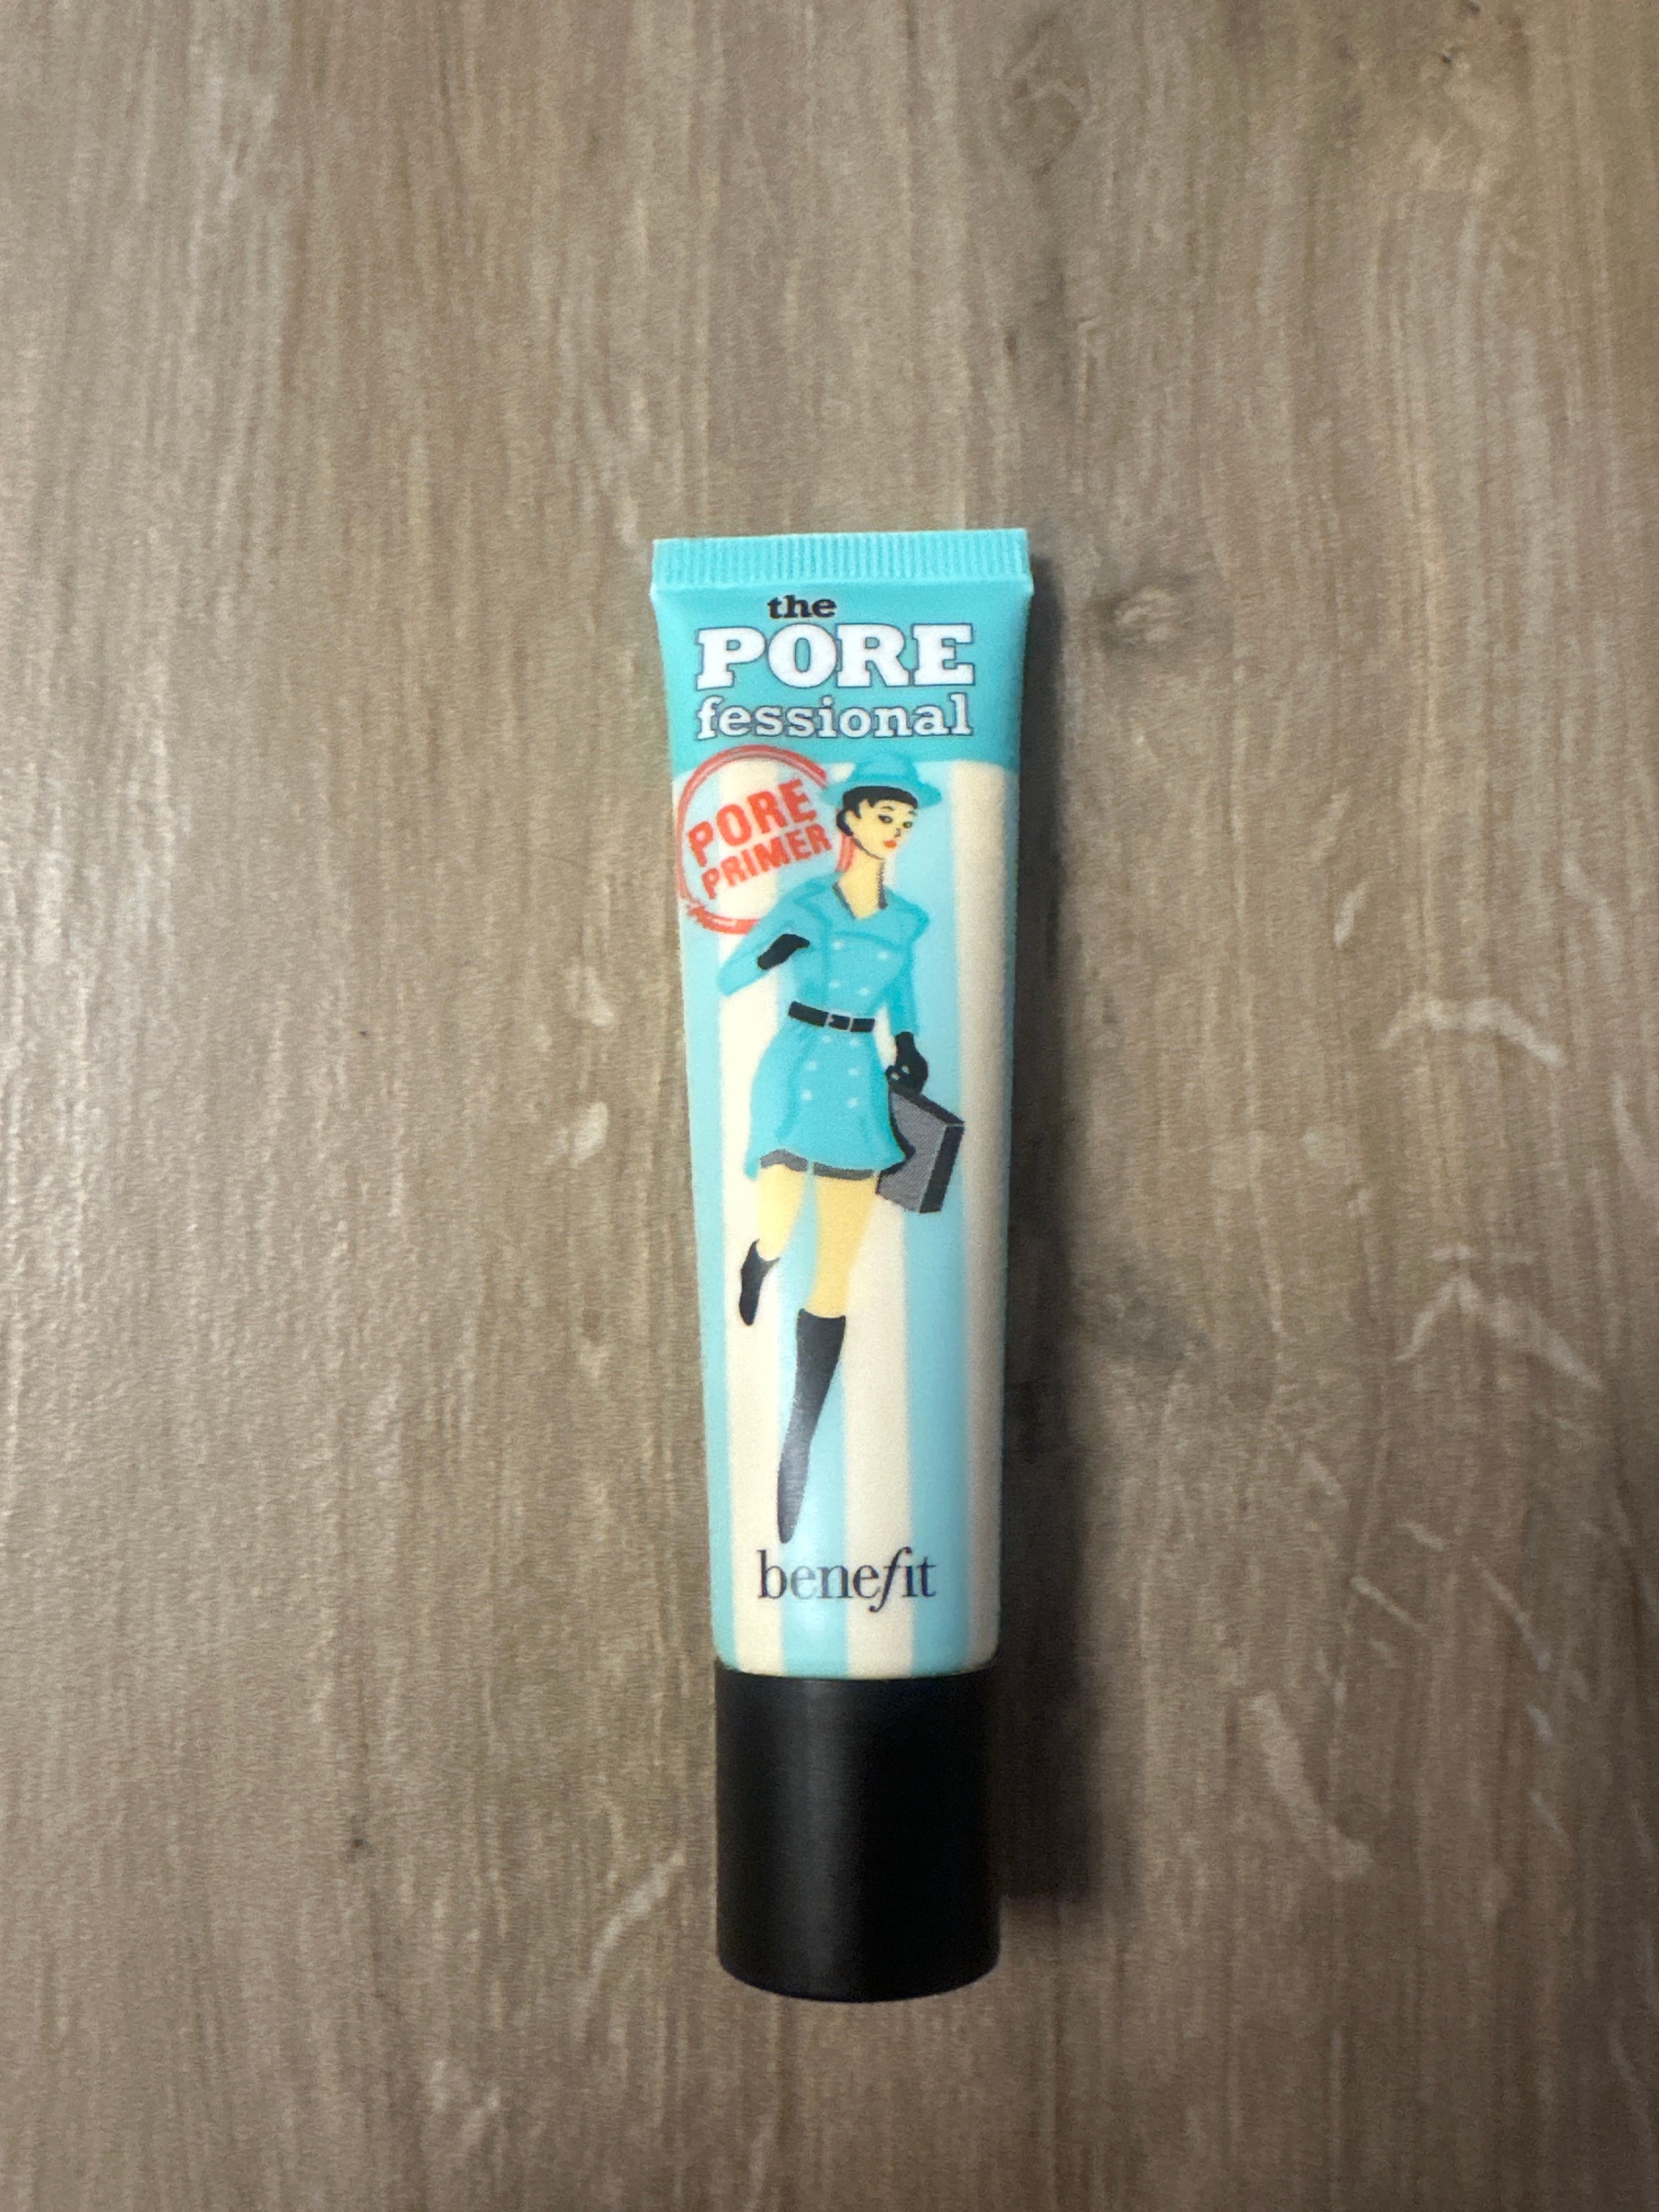 the
PORE
fessional
PORE
PRIMER
benefit